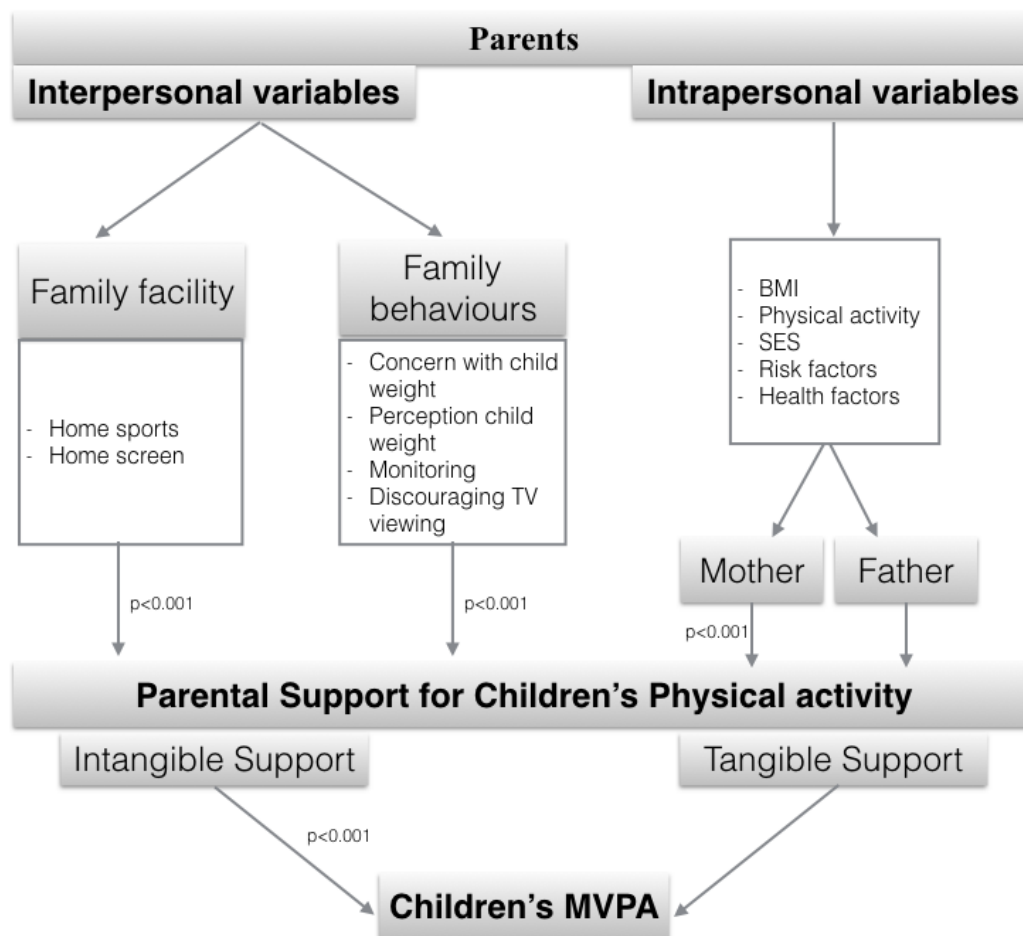 Parents
Interpersonal variables
Intrapersonal variables
Family facility
- Home sports
- Home screen
Family
behaviours
- Concern with child
weight
- Perception child
weight
- Monitoring
- Discouraging TV
viewing
- BMI
- Physical activity
- SES
- Risk factors
- Health factors
Mother
Father
p<0.001
p<0.001
p<0.001
Parental Support for Children’s Physical activity
Intangible Support
Tangible Support
p<0.001
Children’s MVPA